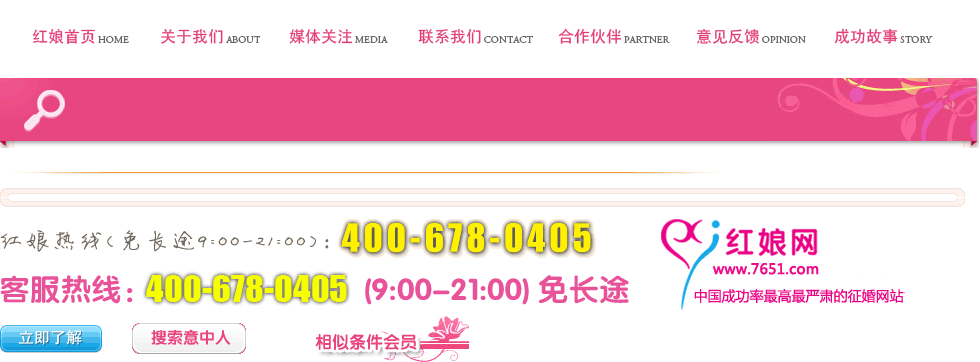 红娘首页 HOME 关于我们 ABOUT 媒体关注 MEDIA 联系我们 CONTACT 合作伙伴 PARTNER 意见反馈 OPINION 成功故事 STORY
红娘热线(免长途9:00-21:00): 400-678-0405
红娘网
www.7651.com
客服热线: 400-678-0405 (9:00-21:00) 免长途
中国成功率最高最严肃的征婚网站
立即了解 搜索意中人 相似条件会员